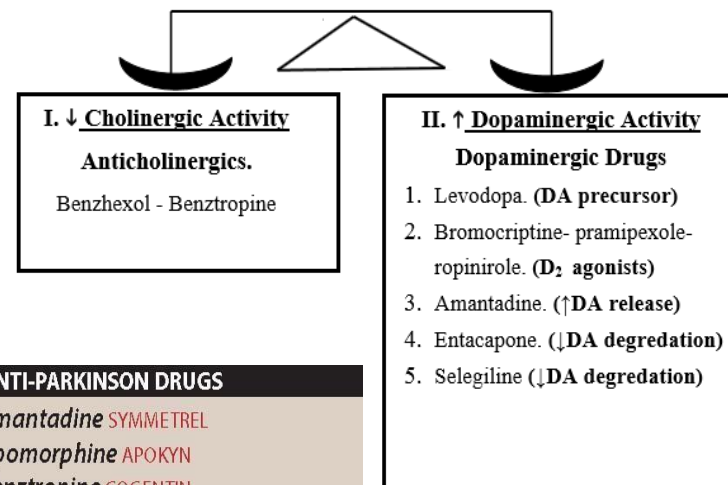 I. ↓ Cholinergic Activity
Anticholinergics.
Benzhexol - Benztropine
II. ↑ Dopaminergic Activity
Dopaminergic Drugs
1. Levodopa. (DA precursor)
2. Bromocriptine- pramipexole-
ropinirole. (D₂ agonists)
3. Amantadine. (↑DA release)
4. Entacapone. (↓DA degredation)
5. Selegiline (↓DA degredation)
NTI-PARKINSON DRUGS
mantadine SYMMETREL
pomorphine APOKYN